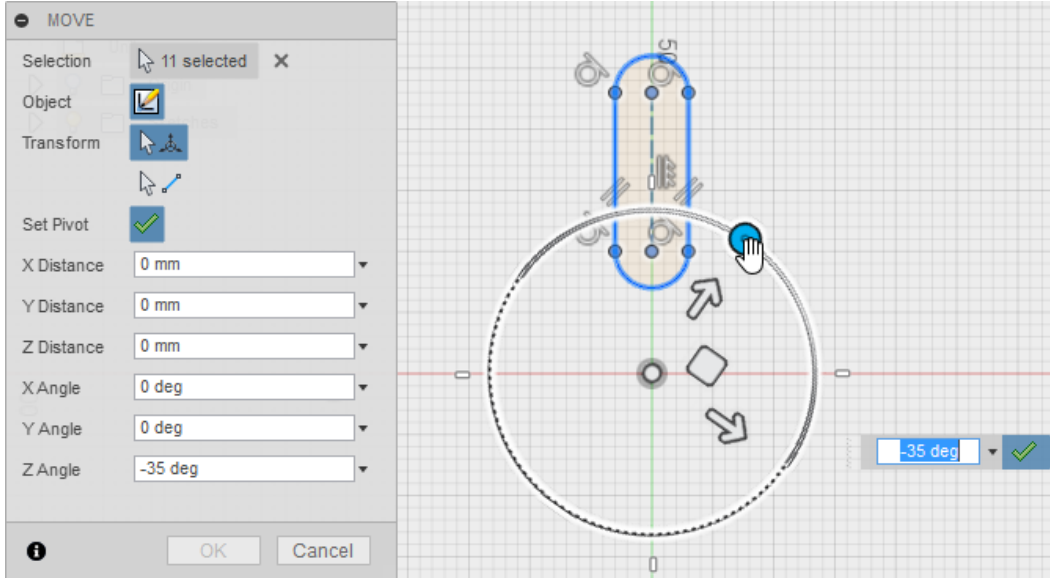 MOVE
Selection 11 selected
Object
Transform
Set Pivot
X Distance 0 mm
Y Distance 0 mm
Z Distance 0 mm
X Angle 0 deg
Y Angle 0 deg
Z Angle -35 deg
OK Cancel
50
-35 deg